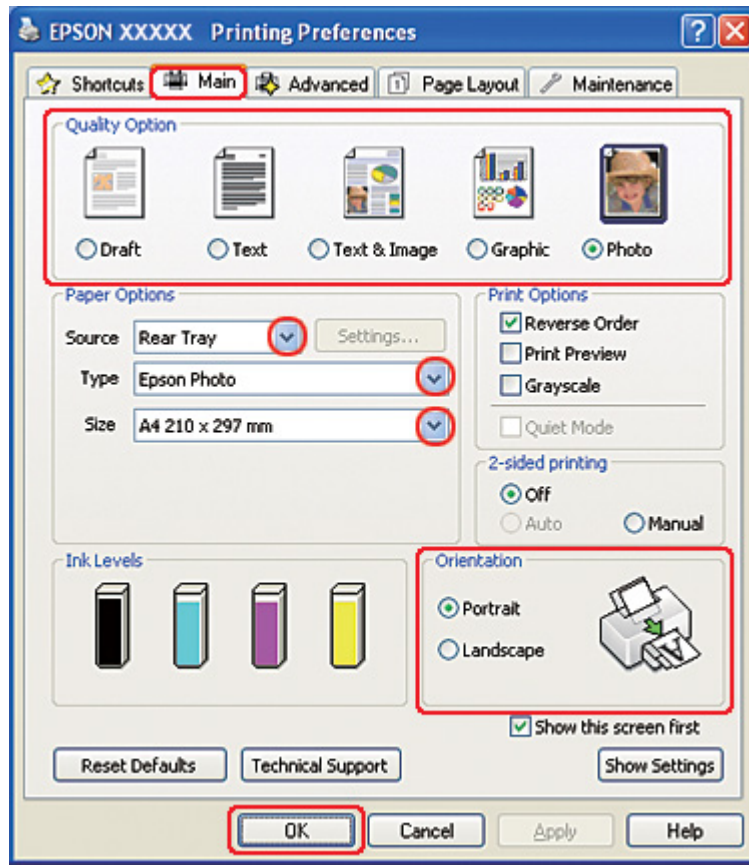 EPSON XXXXX Printing Preferences
Shortcuts Main Advanced Page Layout Maintenance
Quality Option
Draft Text Text & Image Graphic Photo
Paper Options
Source Rear Tray Settings...
Type Epson Photo
Size A4 210 x 297 mm
Print Options
Reverse Order
Print Preview
Grayscale
Quiet Mode
2-sided printing
Off
Auto Manual
Ink Levels
Orientation
Portrait
Landscape
Show this screen first
Reset Defaults Technical Support Show Settings
OK Cancel Apply Help